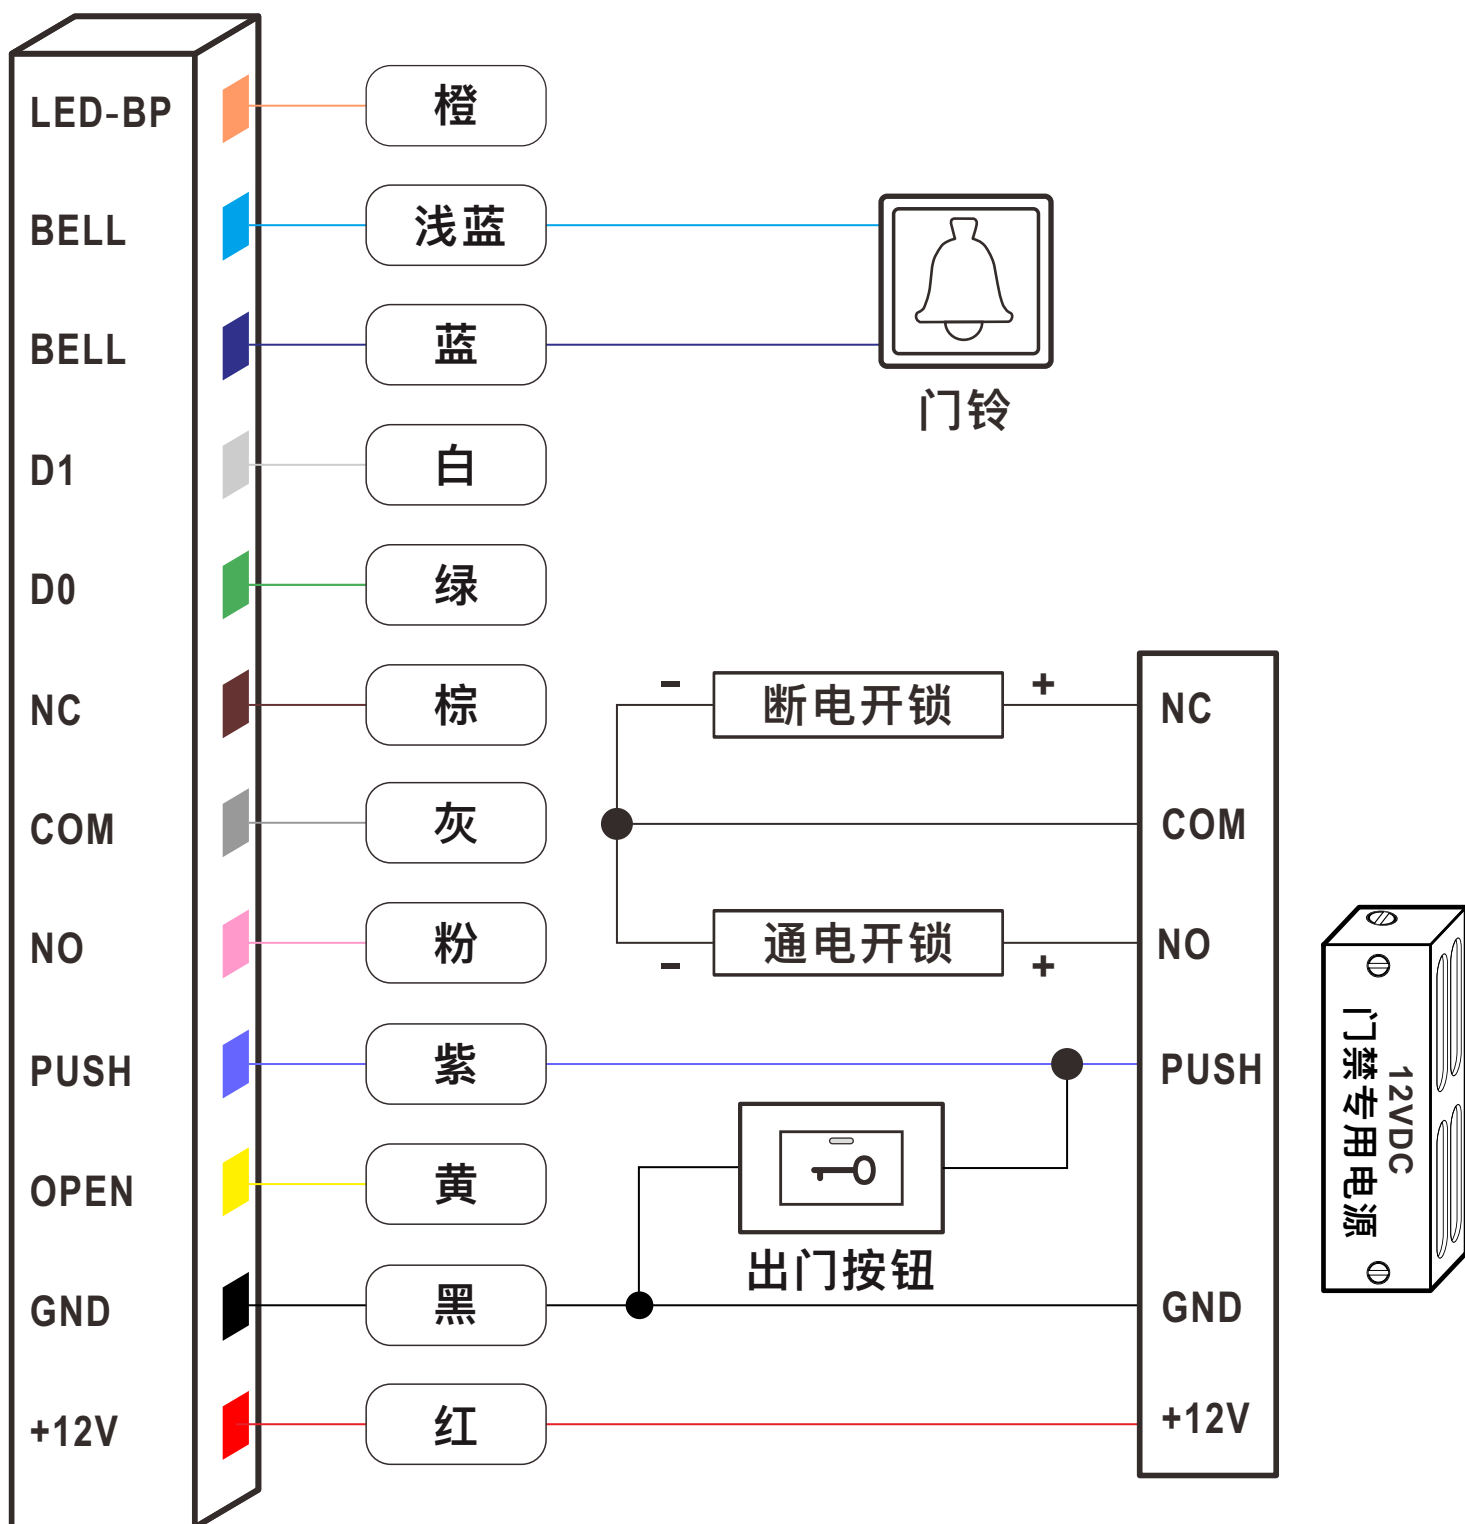 LED-BP 橙
BELL 浅蓝
BELL 蓝
门铃
D1 白
D0 绿
NC 棕 - 断电开锁 + NC
COM 灰 COM
NO 粉 - 通电开锁 + NO
PUSH 紫 PUSH
OPEN 黄
出门按钮
GND 黑 GND
+12V 红 +12V
12VDC
门禁专用电源